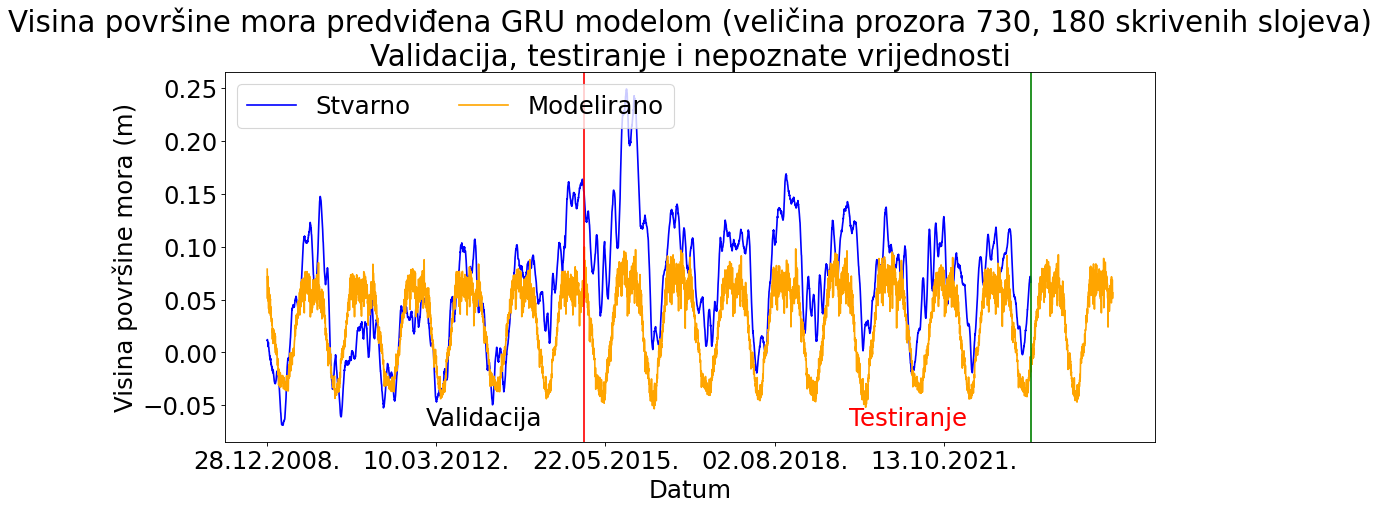 Visina površine mora predviđena GRU modelom (veličina prozora 730, 180 skrivenih slojeva)
Validacija, testiranje i nepoznate vrijednosti
Stvarno
Modelirano
Visina površine mora (m)
0.25
0.20
0.15
0.10
0.05
0.00
−0.05
Validacija
Testiranje
28.12.2008.
10.03.2012.
22.05.2015.
02.08.2018.
13.10.2021.
Datum